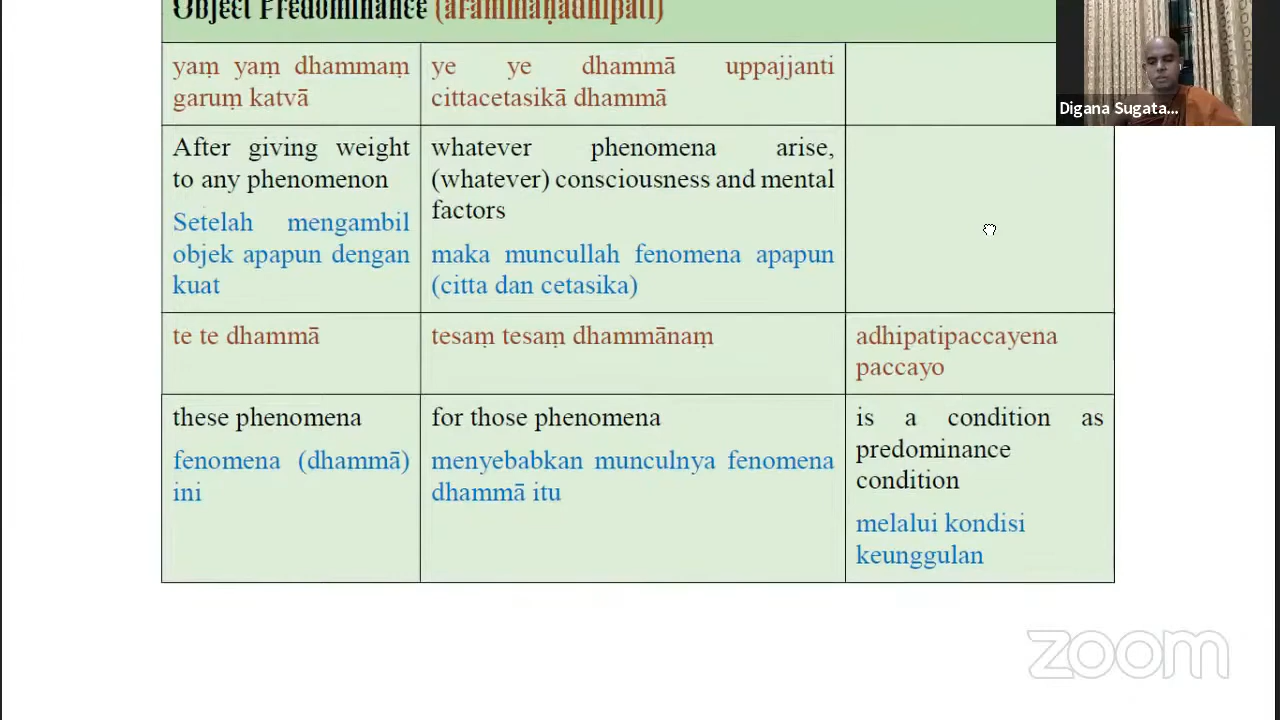 Object Predominance (ārammaṇādhipati)
yaṃ yaṃ dhammaṃ
garuṃ katvā
ye ye dhammā uppajjanti
cittacetasikā dhammā
After giving weight
to any phenomenon
Setelah mengambil
objek apapun dengan
kuat
whatever phenomena arise,
(whatever) consciousness and mental
factors
maka muncullah fenomena apapun
(citta dan cetasika)
te te dhammā
tesaṃ tesaṃ dhammānaṃ
adhipatipaccayena
paccayo
these phenomena
fenomena (dhammā)
ini
for those phenomena
menyebabkan munculnya fenomena
dhammā itu
is a condition as
predominance
condition
melalui kondisi
keunggulan
Digana Sugata...
zoom